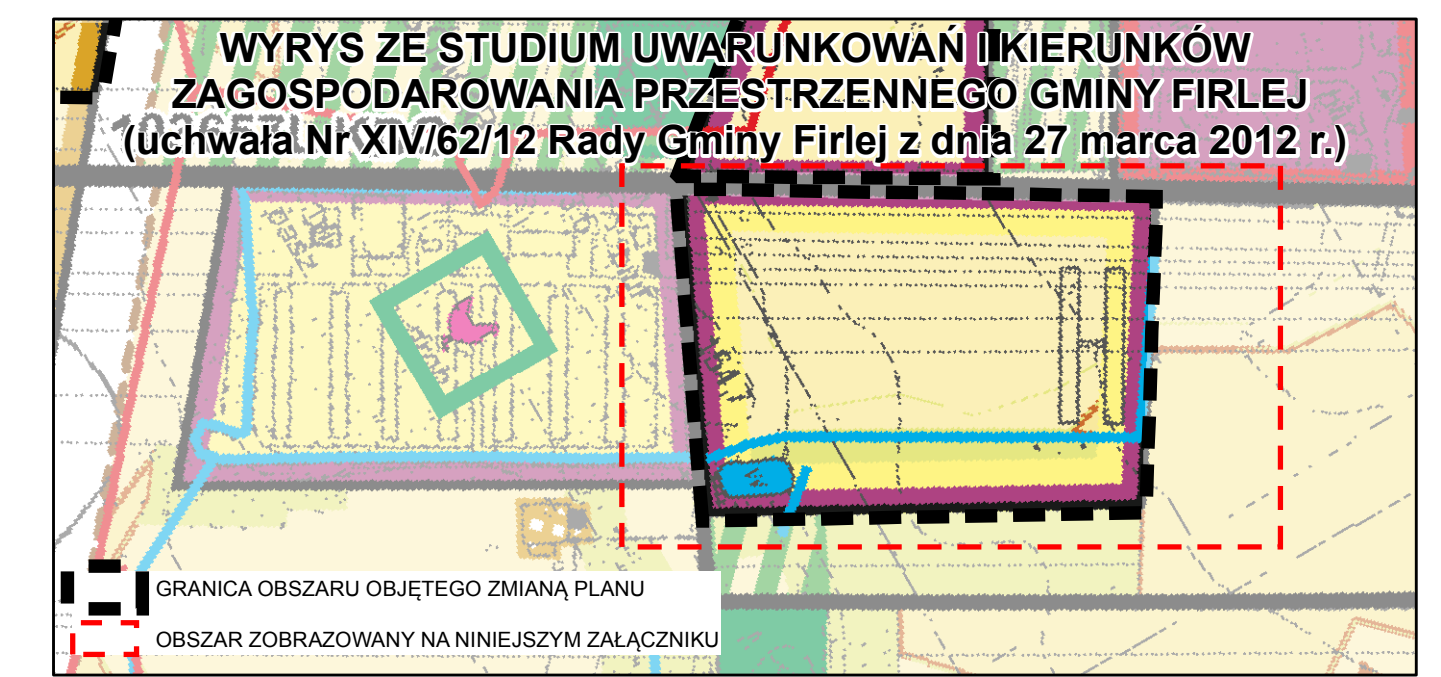 WYRYS ZE STUDIUM UWARUNKOWAŃ I KIERUNKÓW
ZAGOSPODAROWANIA PRZESTRZENNEGO GMINY FIRLEJ
(uchwała Nr XIV/62/12 Rady Gminy Firlej z dnia 27 marca 2012 r.)
GRANICA OBSZARU OBJĘTEGO ZMIANĄ PLANU
OBSZAR ZOBRAZOWANY NA NINIEJSZYM ZAŁĄCZNIKU